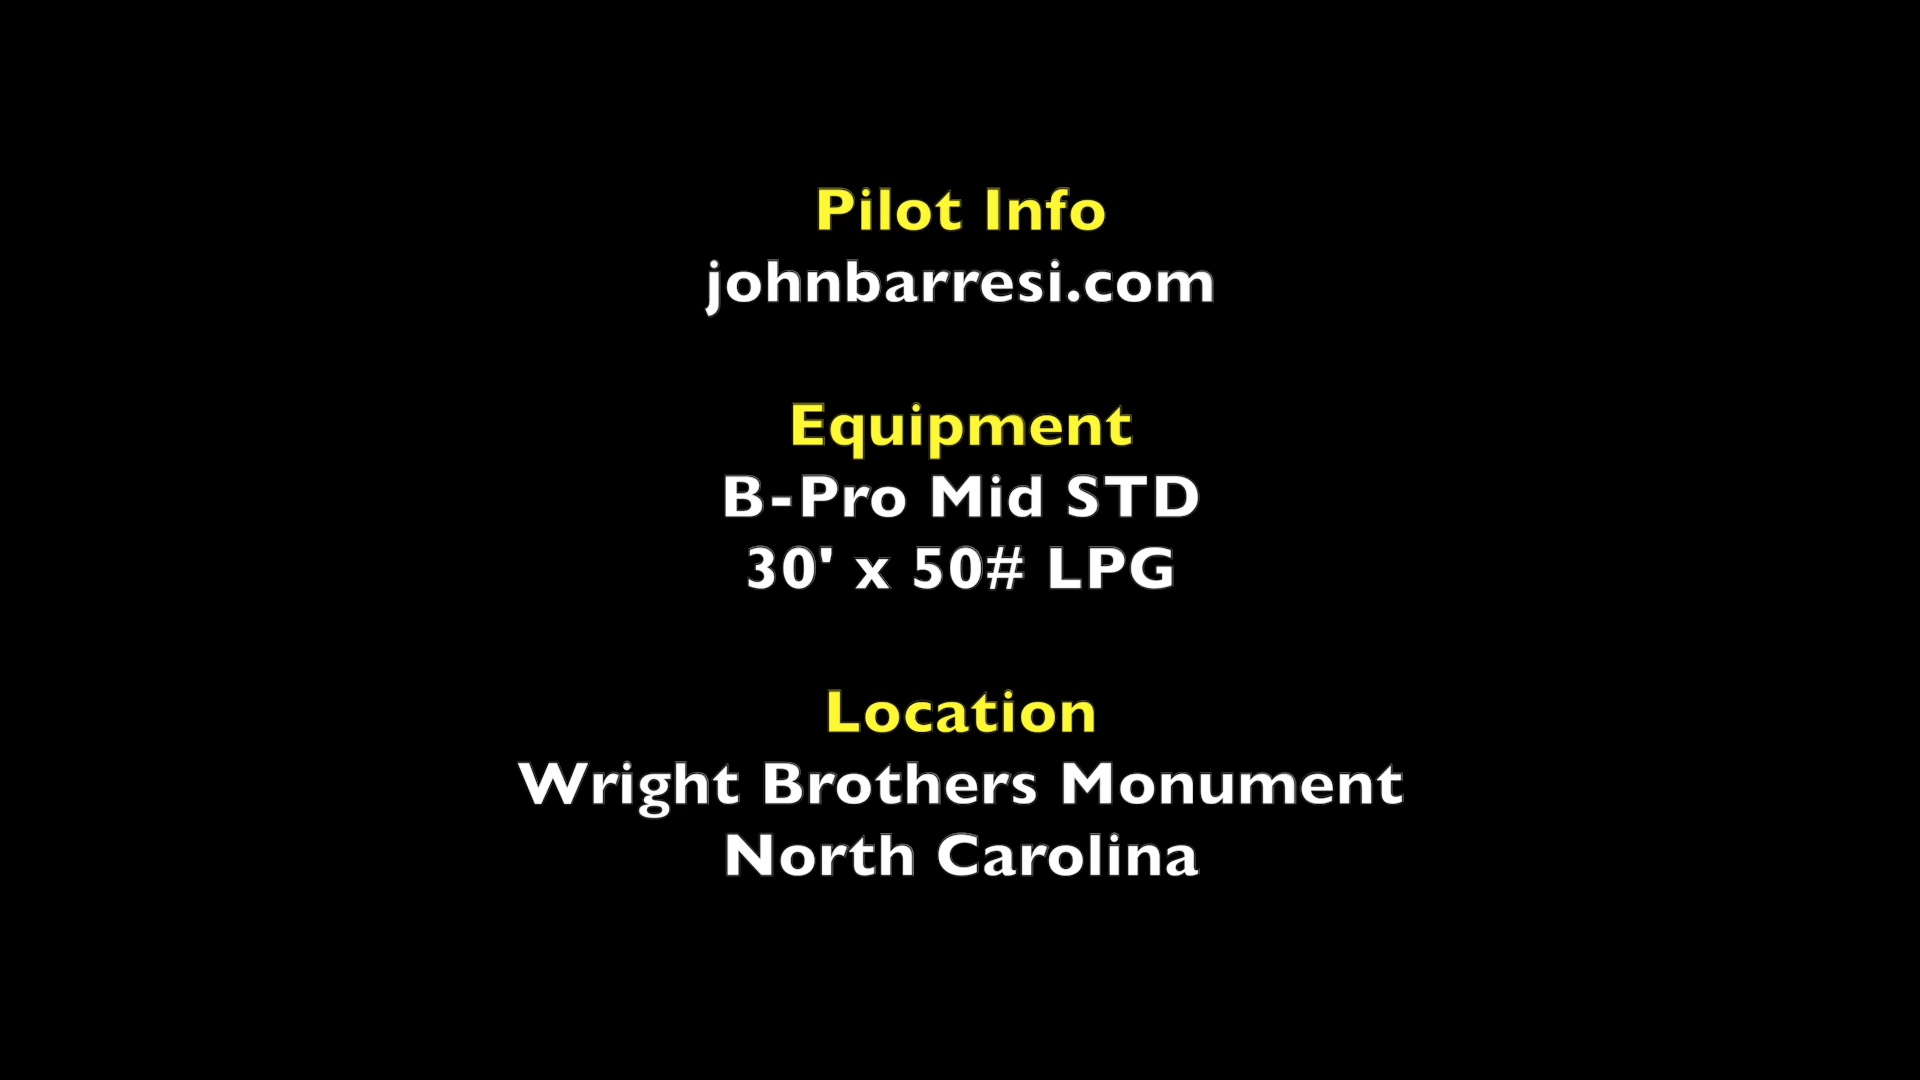 Pilot Info
johnbarresi.com
Equipment
B-Pro Mid STD
30' x 50# LPG
Location
Wright Brothers Monument
North Carolina